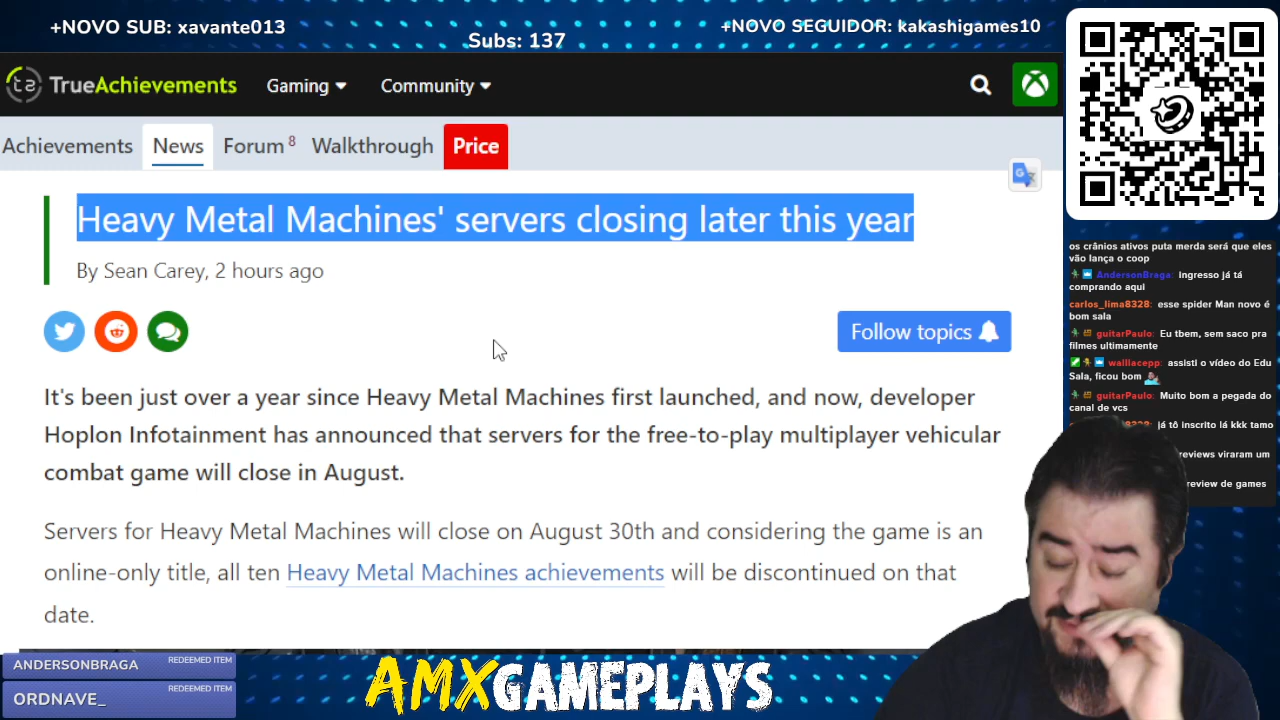 +NOVO SUB: xavante013
Subs: 137
+NOVO SEGUIDOR: kakashigames10
TrueAchievements
Gaming
Community
Achievements
News
Forum 8
Walkthrough
Price
Heavy Metal Machines' servers closing later this year
By Sean Carey, 2 hours ago
Follow topics
It's been just over a year since Heavy Metal Machines first launched, and now, developer
Hoplon Infotainment has announced that servers for the free-to-play multiplayer vehicular
combat game will close in August.
Servers for Heavy Metal Machines will close on August 30th and considering the game is an
online-only title, all ten Heavy Metal Machines achievements will be discontinued on that
date.
os crânios ativos puta merda será que eles
vão lança o coop
AndersonBraga: Ingresso já tá
comprando aqui
carlos_lima8328: esse spider Man novo é
bom sala
guitarPaulo: Eu tbem, sem saco pra
filmes ultimamente
walllacepp: assisti o vídeo do Edu
Sala, ficou bom
guitarPaulo: Muito bom a pegada do
canal de vcs
já tô inscrito lá kkk tamo
reviews viraram um
review de games
ANDERSONBRAGA
REDEEMED ITEM
ORDNAVE_
REDEEMED ITEM
AMXGAMEPLAYS